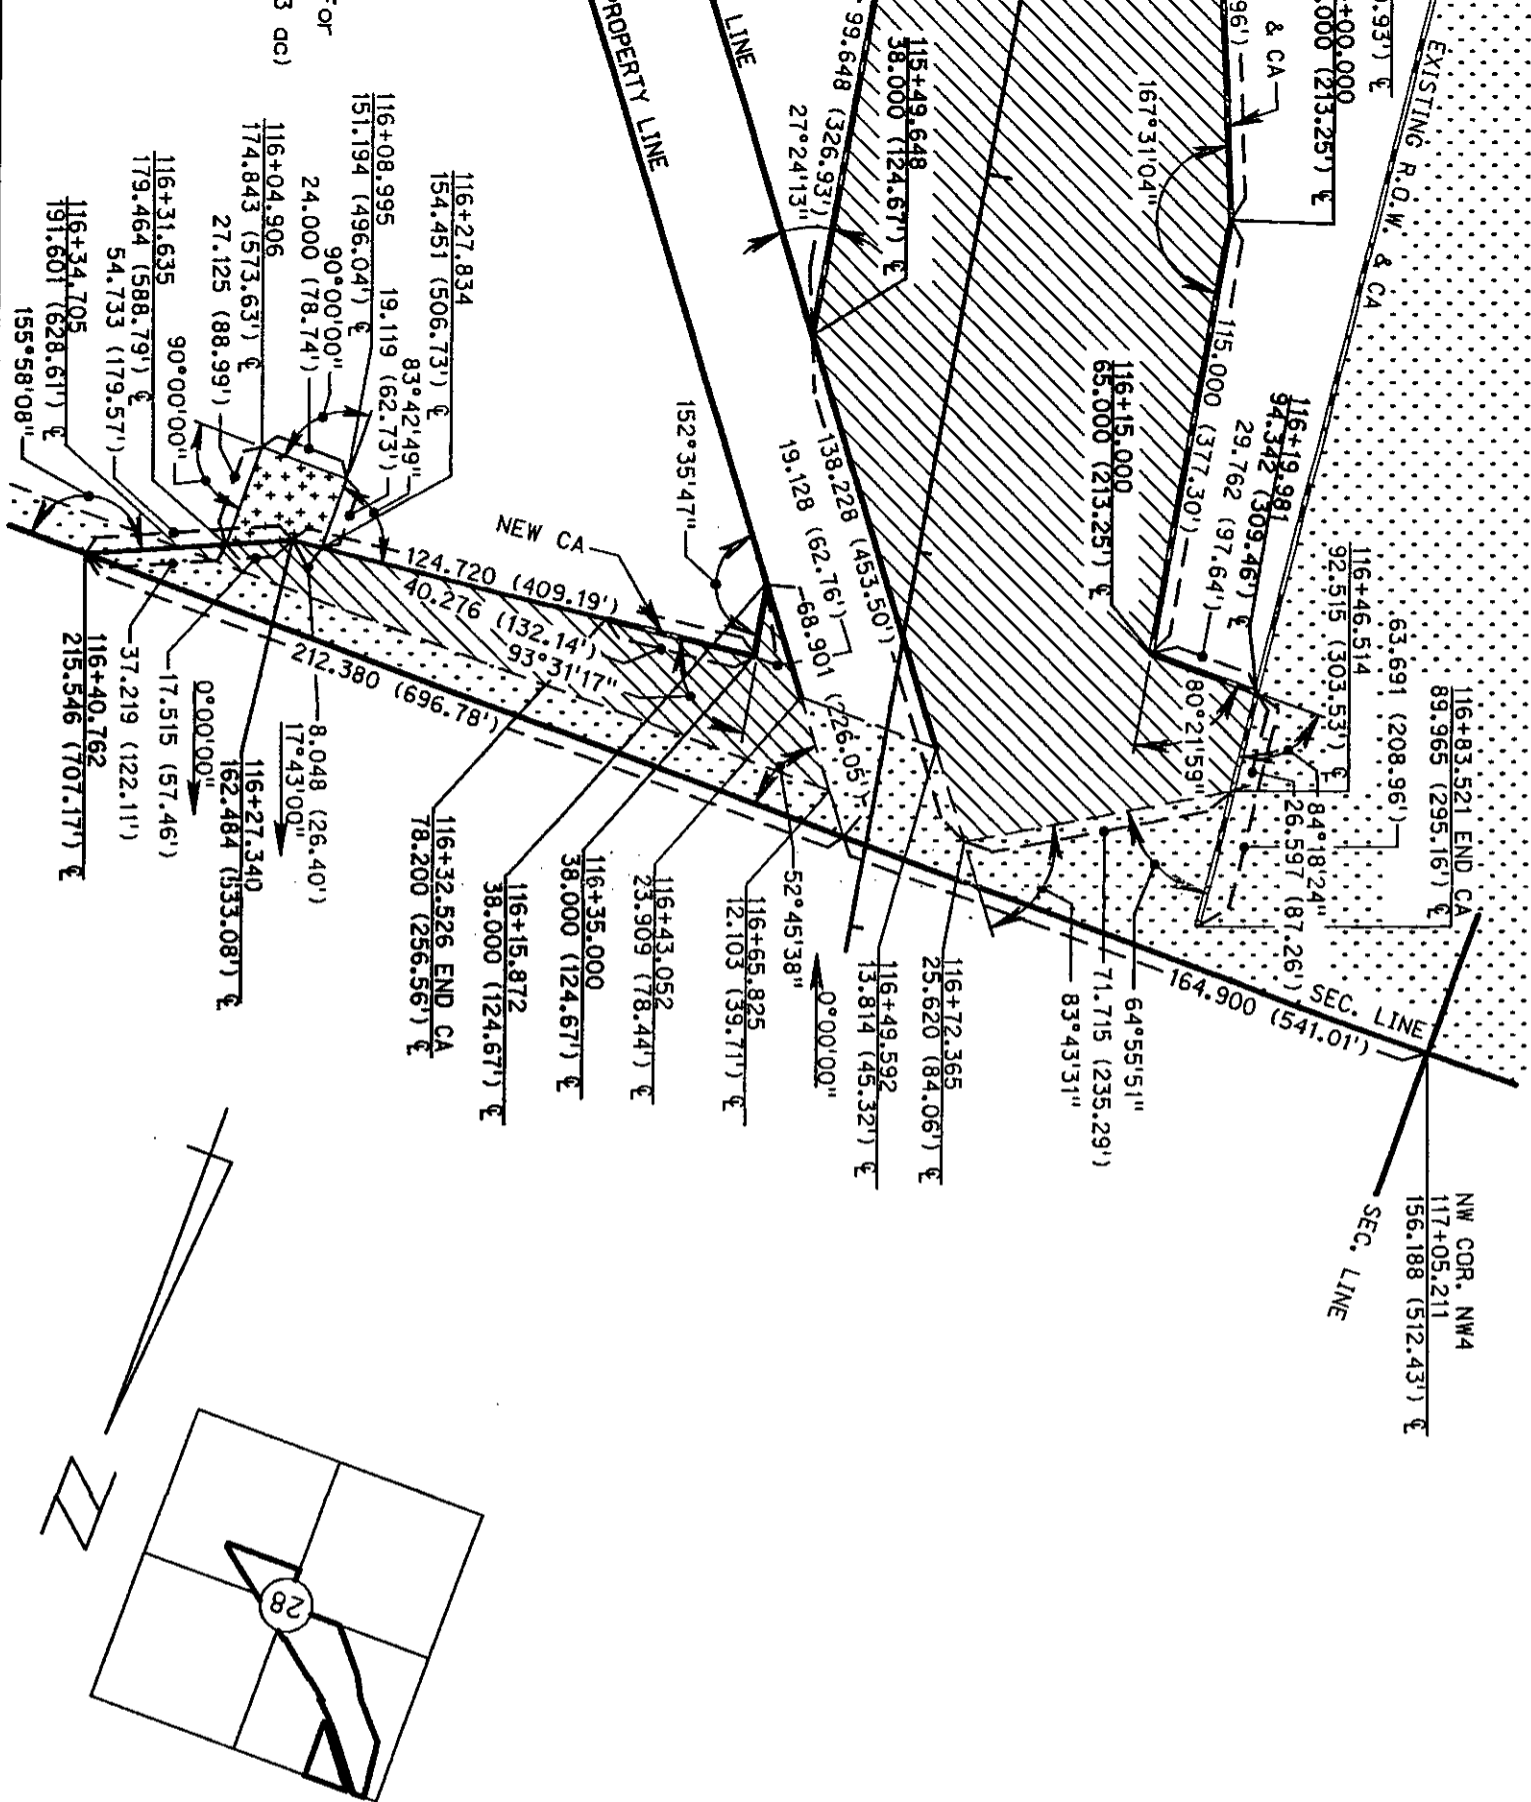 EXISTING R.O.W. & CA
& CA
.93') ℄
+00.000
.000 (213.25') ℄
96')
167°31'04"
115.000 (377.30')
116+15.000
65.000 (213.25') ℄
116+19.981
94.342 (309.46') ℄
29.762 (97.64')
116+46.514
92.515 (303.53') ℄
63.691 (208.96')
116+83.521 END CA
89.965 (295.16') ℄
80°21'59"
84°18'24"
26.597 (87.26')
SEC. LINE
164.900 (541.01')
64°55'51"
71.715 (235.29')
83°43'31"
NW COR. NW4
117+05.211
156.188 (512.43') ℄
SEC. LINE
LINE
99.648 (326.93')
115+49.648
38.000 (124.67') ℄
27°24'13"
138.228 (453.50')
19.128 (62.76')
68.901 (226.05')
PROPERTY LINE
152°35'47"
NEW CA
124.720 (409.19')
40.276 (132.14')
93°31'17"
212.380 (696.78')
116+72.365
25.620 (84.06') ℄
116+49.592
13.814 (45.32') ℄
0°00'00"
52°45'38"
116+65.825
12.103 (39.71') ℄
116+43.052
23.909 (78.44') ℄
116+35.000
38.000 (124.67') ℄
116+15.872
38.000 (124.67') ℄
116+32.526 END CA
78.200 (256.56') ℄
For
3 ac)
116+27.834
154.451 (506.73') ℄
83°42'49"
19.119 (62.73')
116+08.995
151.194 (496.04') ℄
90°00'00"
24.000 (78.74')
116+04.906
174.843 (573.63') ℄
27.125 (88.99')
90°00'00"
116+31.635
179.464 (588.79') ℄
54.733 (179.57')
116+34.705
191.601 (628.61') ℄
155°58'08"
8.048 (26.40')
17°43'00"
116+27.340
162.484 (533.08') ℄
0°00'00"
17.515 (57.46')
37.219 (122.11')
116+40.762
215.546 (707.17') ℄
N
28